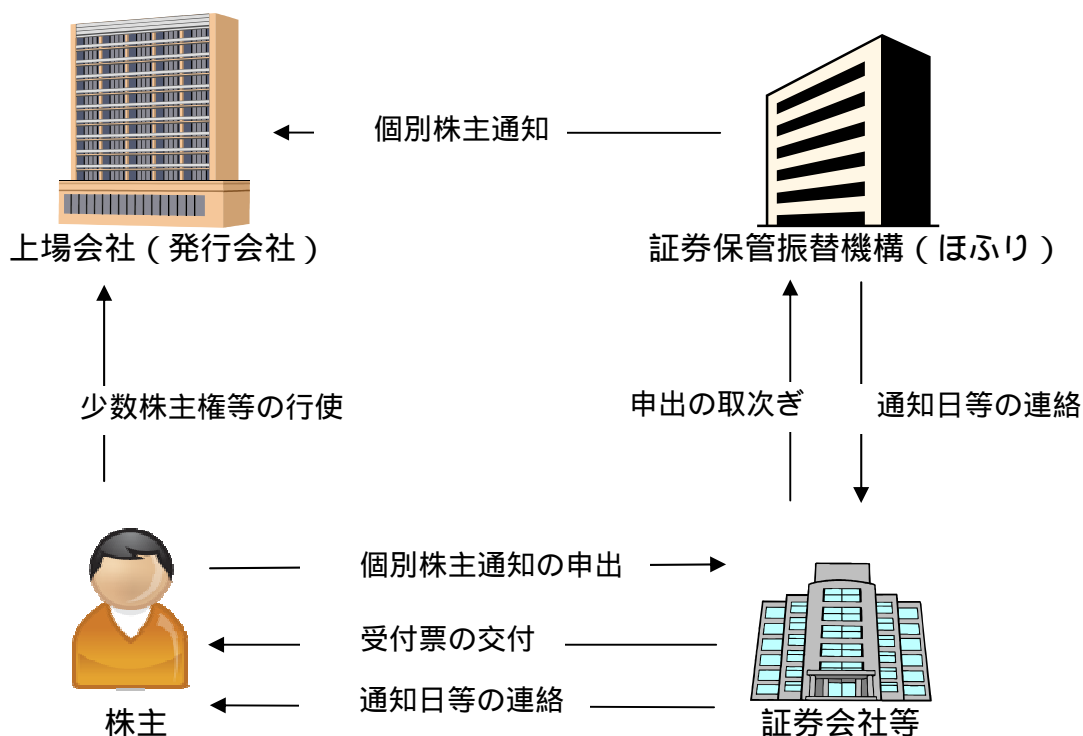 個別株主通知
上場会社（発行会社）
証券保管振替機構（ほふり）
少数株主権等の行使
申出の取次ぎ
通知日等の連絡
個別株主通知の申出
受付票の交付
通知日等の連絡
株主
証券会社等